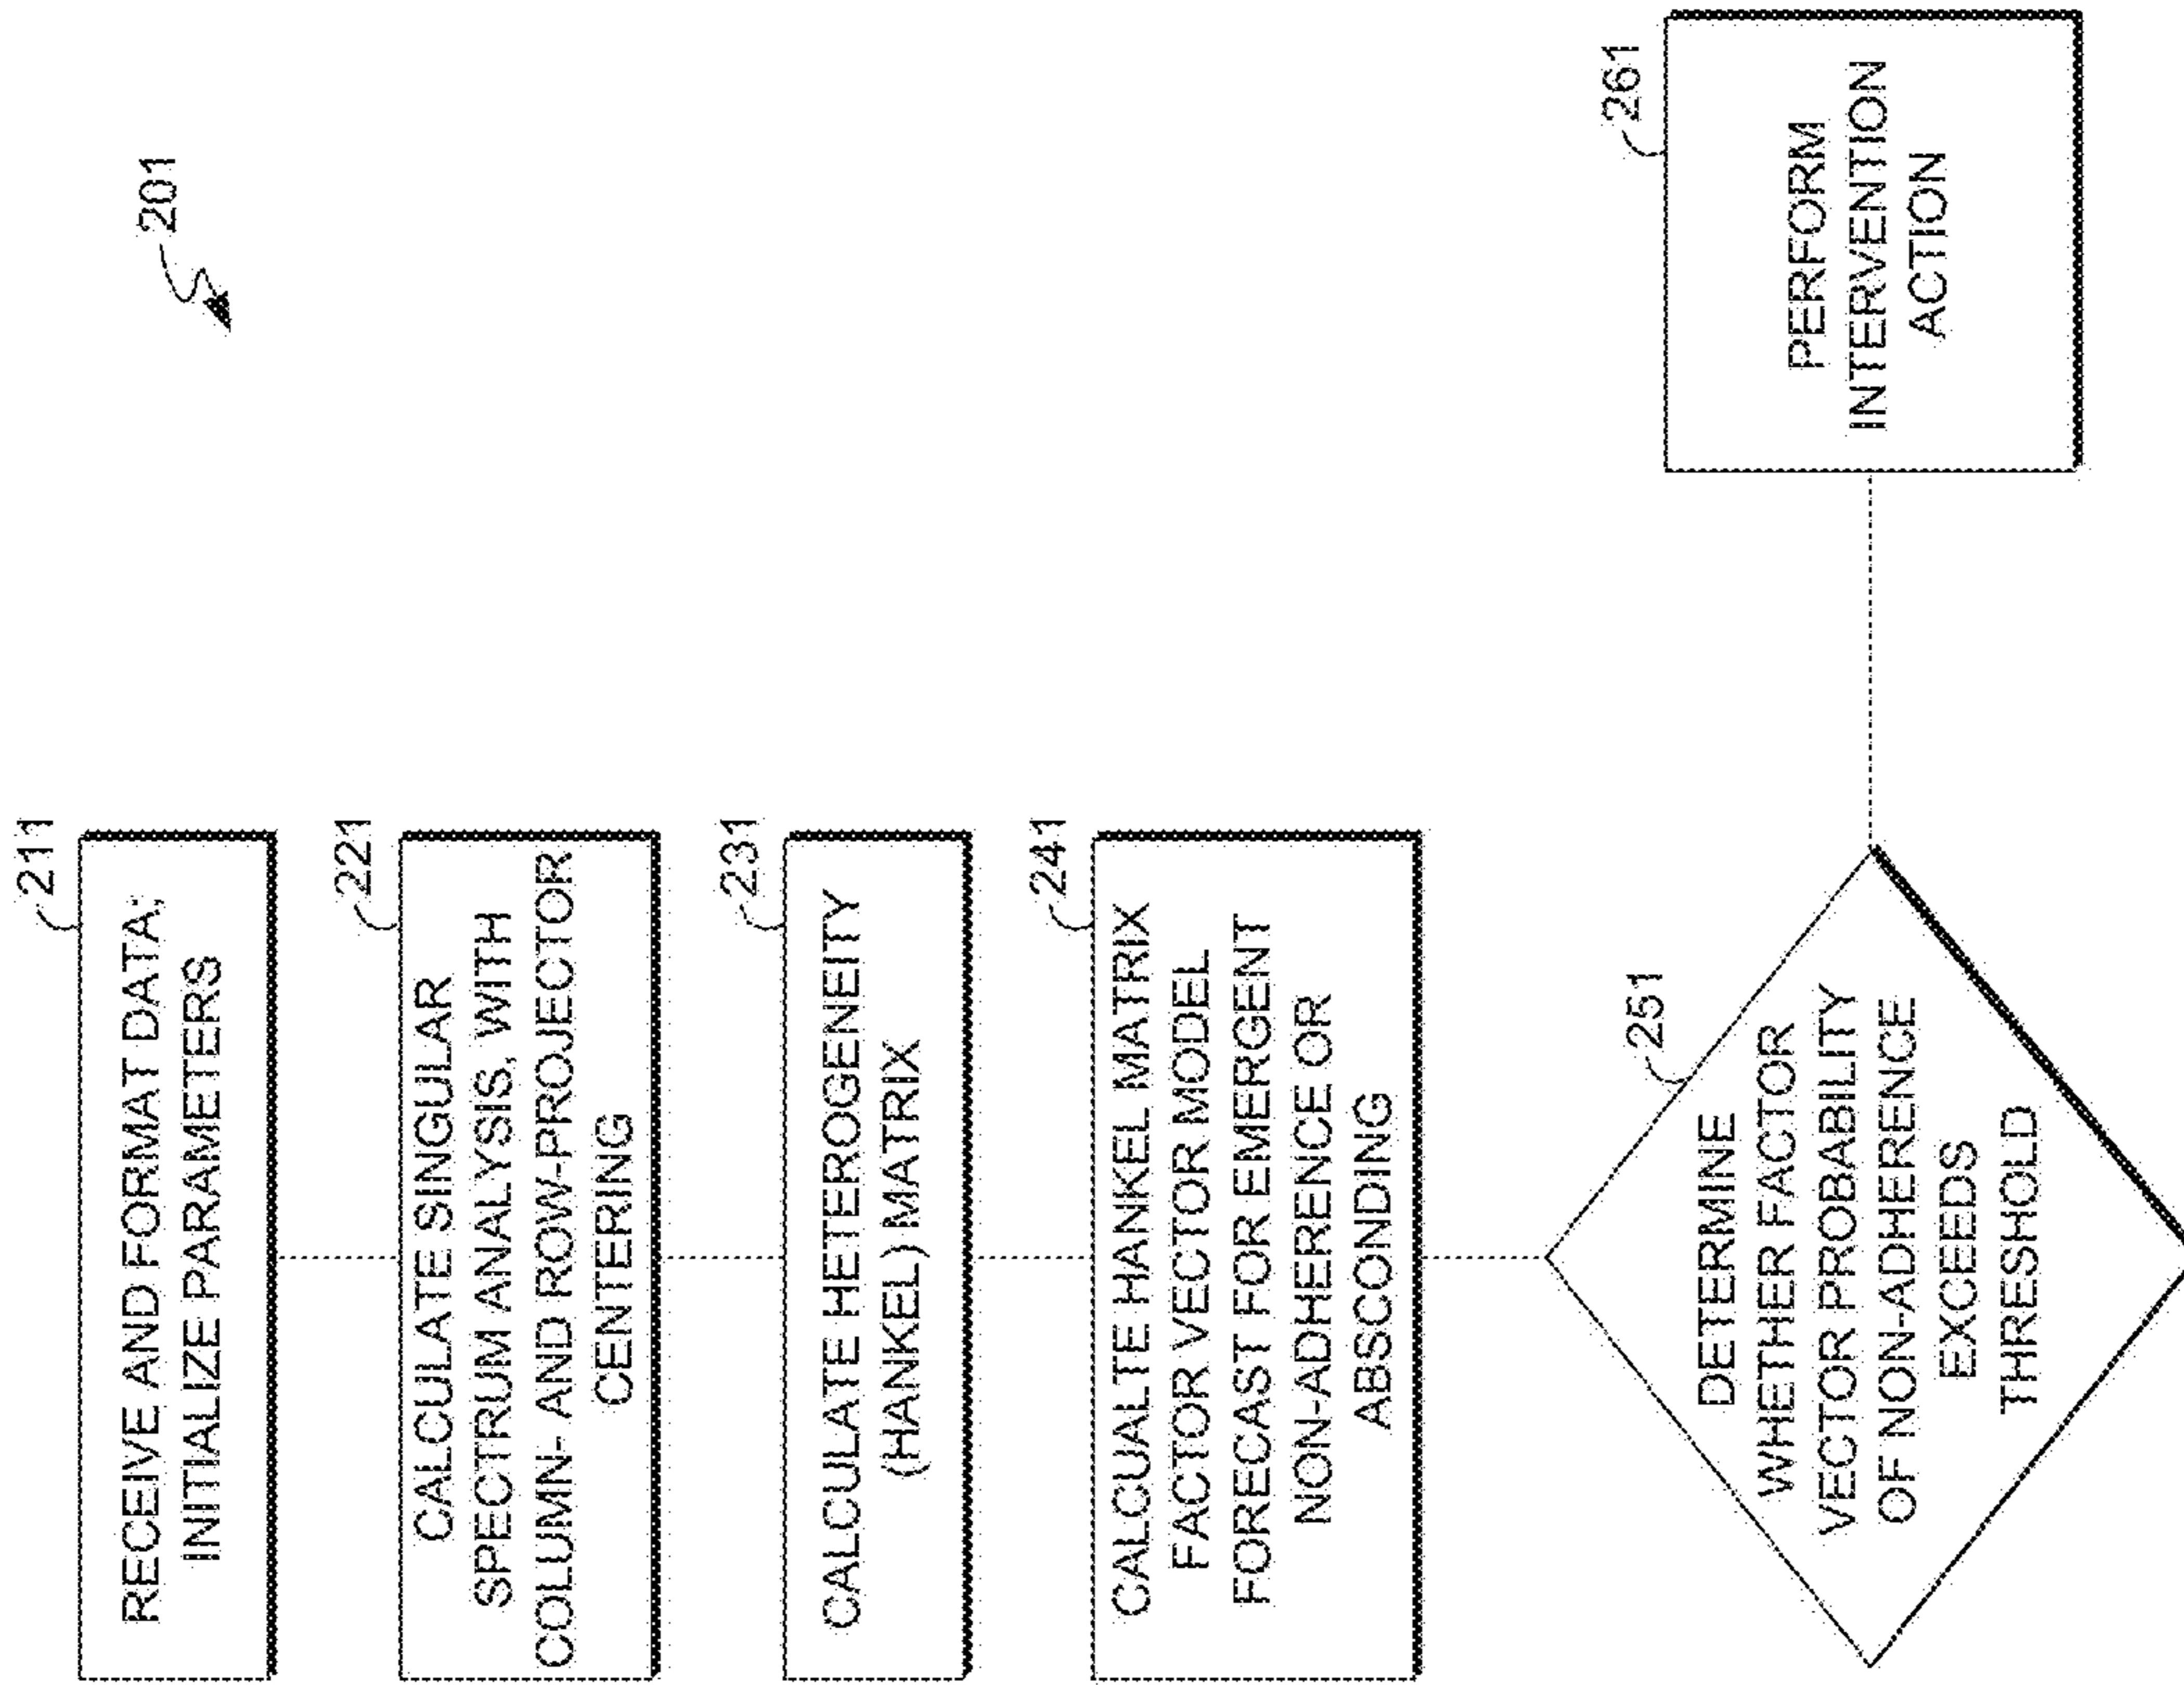 201
211
RECEIVE AND FORMAT DATA;
INITIALIZE PARAMETERS
221
CALCULATE SINGULAR
SPECTRUM ANALYSIS, WITH
COLUMN- AND ROW-PROJECTOR
CENTERING
231
CALCULATE HETEROGENEITY
(HANKEL) MATRIX
241
CALCUALTE HANKEL MATRIX
FACTOR VECTOR MODEL
FORECAST FOR EMERGENT
NON-ADHERENCE OR
ABSCONDING
251
DETERMINE
WHETHER FACTOR
VECTOR PROBABILITY
OF NON-ADHERENCE
EXCEEDS
THRESHOLD
261
PERFORM
INTERVENTION
ACTION